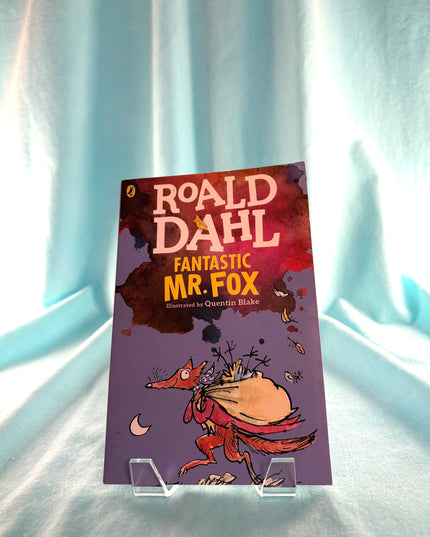 ROALD
DAHL
FANTASTIC
MR. FOX
Illustrated by Quentin Blake